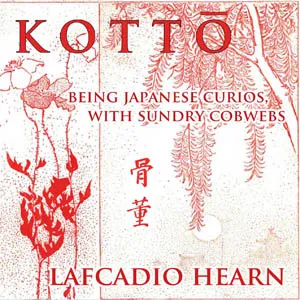 KOTTŌ
BEING JAPANESE CURIOS,
WITH SUNDRY COBWEBS
骨
董
LAFCADIO HEARN